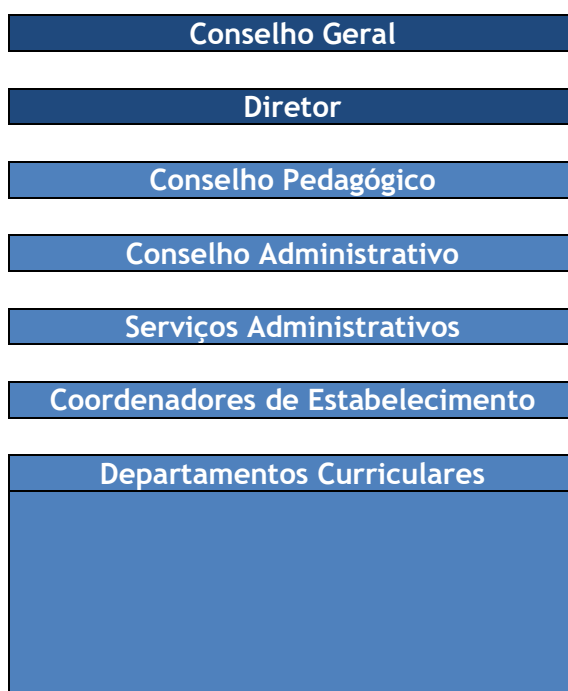 Conselho Geral
Diretor
Conselho Pedagógico
Conselho Administrativo
Serviços Administrativos
Coordenadores de Estabelecimento
Departamentos Curriculares